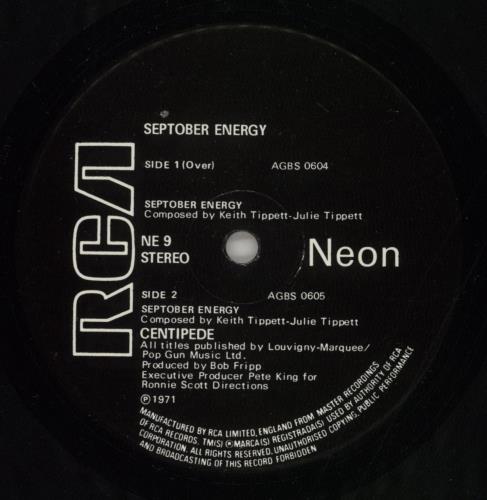 RCA
SEPTOBER ENERGY
SIDE 1 (Over) AGBS 0604
SEPTOBER ENERGY
Composed by Keith Tippett-Julie Tippett
NE 9
STEREO
Neon
SIDE 2 AGBS 0605
SEPTOBER ENERGY
Composed by Keith Tippett-Julie Tippett
CENTIPEDE
All titles published by Louvigny-Marquee/
Pop Gun Music Ltd.
Produced by Bob Fripp
Executive Producer Pete King for
Ronnie Scott Directions
℗ 1971
MANUFACTURED BY RCA LIMITED, ENGLAND FROM MASTER RECORDINGS
OF RCA RECORDS. TM(S) ® MARCA(S) REGISTRADA(S) USED BY AUTHORITY OF RCA
CORPORATION. ALL RIGHTS RESERVED. UNAUTHORISED COPYING, PUBLIC PERFORMANCE
AND BROADCASTING OF THIS RECORD FORBIDDEN